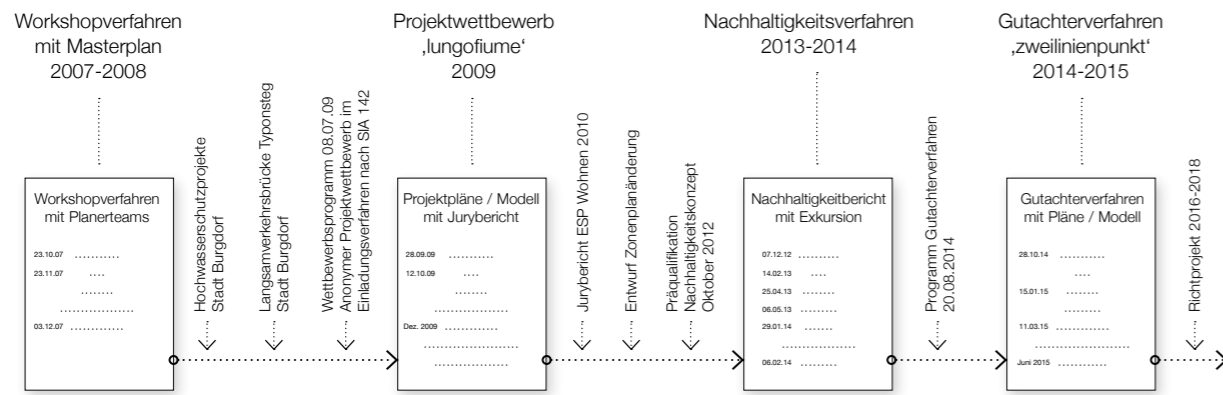 Workshopverfahren
mit Masterplan
2007-2008
Workshopverfahren
mit Planerteams
23.10.07
23.11.07
03.12.07
Hochwasserschutzprojekte
Stadt Burgdorf
Langsamverkehrsbrücke Typonsteg
Stadt Burgdorf
Wettbewerbsprogramm 08.07.09
Anonymer Projektwettbewerb im
Einladungsverfahren nach SIA 142
Projektwettbewerb
‚lungofiume‘
2009
Projektpläne / Modell
mit Jurybericht
28.09.09
12.10.09
Dez. 2009
Jurybericht ESP Wohnen 2010
Entwurf Zonenplanänderung
Präqualifikation
Nachhaltigkeitskonzept
Oktober 2012
Nachhaltigkeitsverfahren
2013-2014
Nachhaltigkeitbericht
mit Exkursion
07.12.12
14.02.13
25.04.13
06.05.13
29.01.14
06.02.14
Programm Gutachterverfahren
20.08.2014
Gutachterverfahren
‚zweilinienpunkt‘
2014-2015
Gutachterverfahren
mit Pläne / Modell
28.10.14
15.01.15
11.03.15
Juni 2015
Richtprojekt 2016-2018